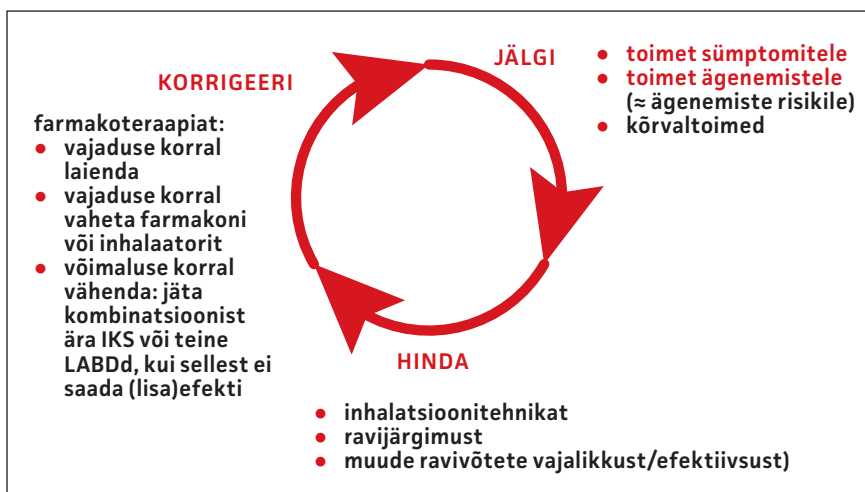 JÄLGI
● toimet sümptomitele
● toimet ägenemistele
(≈ ägenemiste risikile)
● kõrvaltoimed
HINDA
● inhalatsioonitehnikat
● ravijärgimust
● muude ravivõtete vajalikkust/efektiivsust)
KORRIGEERI
farmakoteraapiat:
● vajaduse korral
laienda
● vajaduse korral
vaheta farmakoni
või inhalaatorit
● võimaluse korral
vähenda: jäta
kombinatsioonist
ära IKS või teine
LABDd, kui sellest ei
saada (lisa)efekti